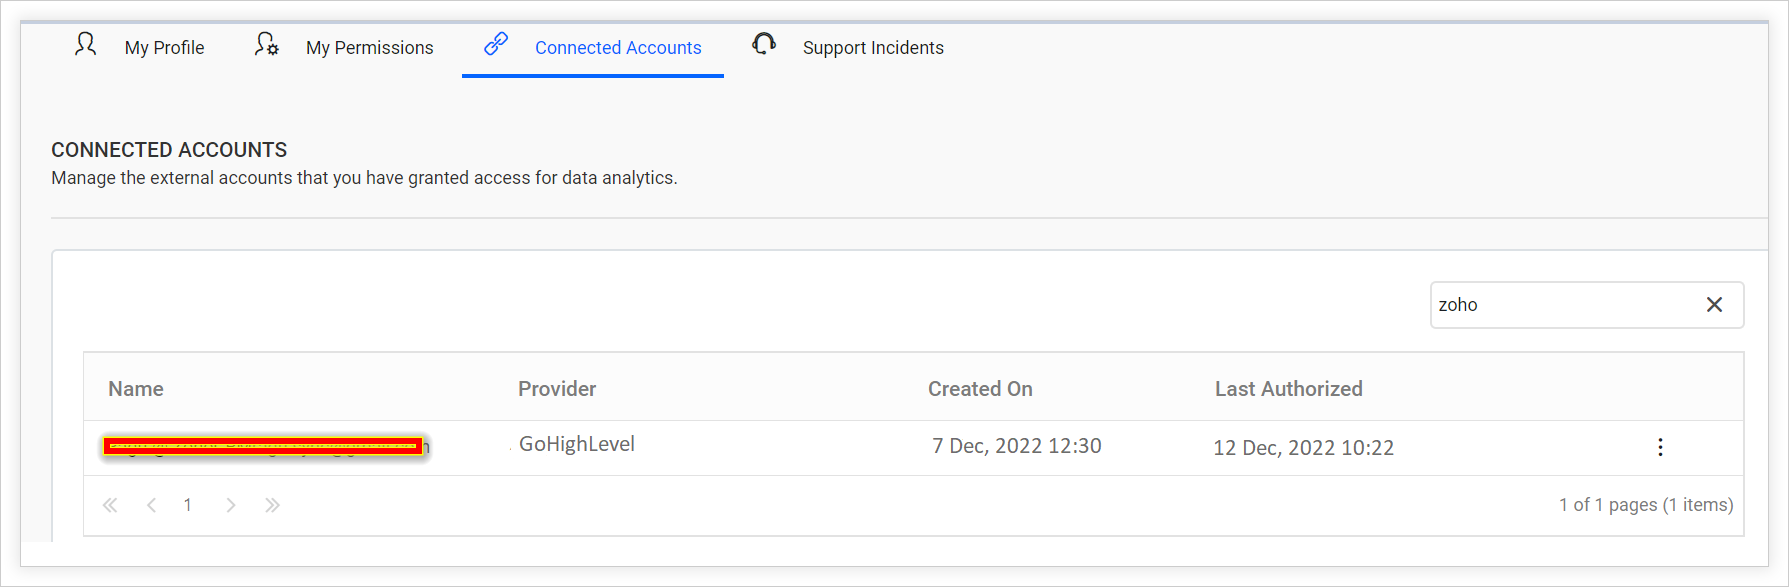 My Profile My Permissions Connected Accounts Support Incidents
CONNECTED ACCOUNTS
Manage the external accounts that you have granted access for data analytics.
zoho
Name Provider Created On Last Authorized
GoHighLevel 7 Dec, 2022 12:30 12 Dec, 2022 10:22
1 1 of 1 pages (1 items)